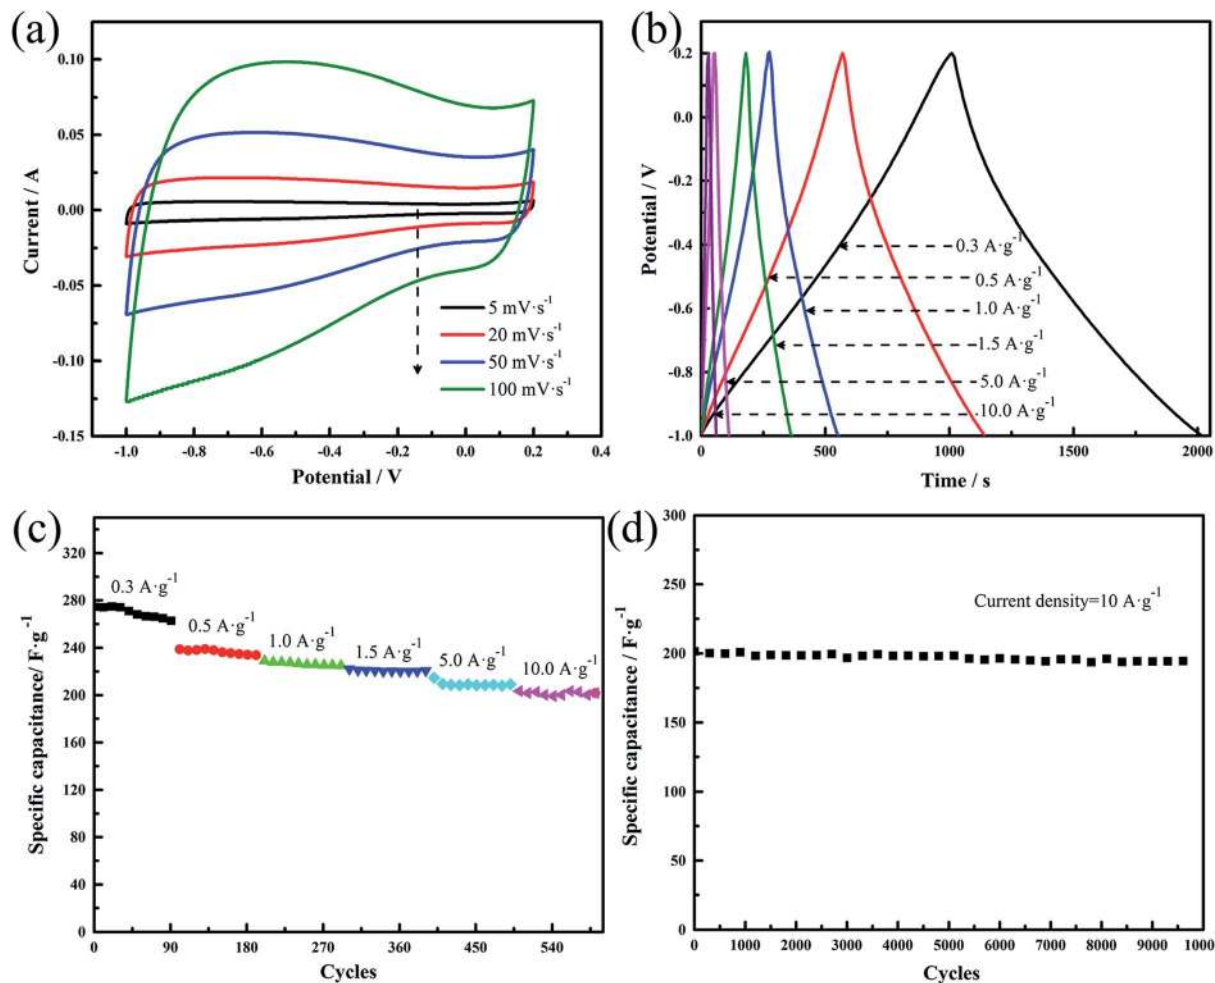 (a)
0.10
0.05
0.00
-0.05
-0.10
-0.15
Current / A
5 mV·s⁻¹
20 mV·s⁻¹
50 mV·s⁻¹
100 mV·s⁻¹
-1.0 -0.8 -0.6 -0.4 -0.2 0.0 0.2 0.4
Potential / V
(b)
0.2
0.0
-0.2
-0.4
-0.6
-0.8
-1.0
Potential / V
0.3 A·g⁻¹
0.5 A·g⁻¹
1.0 A·g⁻¹
1.5 A·g⁻¹
5.0 A·g⁻¹
10.0 A·g⁻¹
0 500 1000 1500 2000
Time / s
(c)
320
280
240
200
160
120
80
40
0
Specific capacitance/ F·g⁻¹
0.3 A·g⁻¹
0.5 A·g⁻¹
1.0 A·g⁻¹
1.5 A·g⁻¹
5.0 A·g⁻¹
10.0 A·g⁻¹
0 90 180 270 360 450 540
Cycles
(d)
300
250
200
150
100
50
0
Specific capacitance / F·g⁻¹
Current density=10 A·g⁻¹
0 1000 2000 3000 4000 5000 6000 7000 8000 9000 1000
Cycles